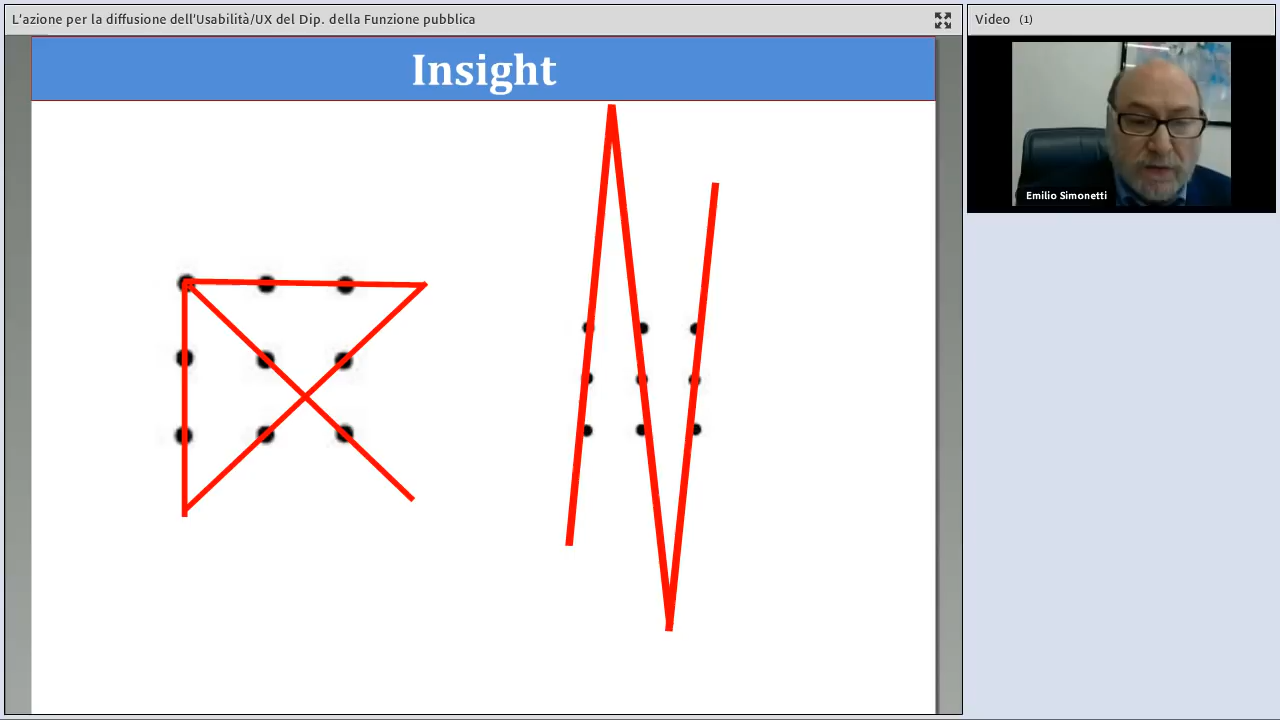 L'azione per la diffusione dell'Usabilità/UX del Dip. della Funzione pubblica
Video (1)
Insight
Emilio Simonetti